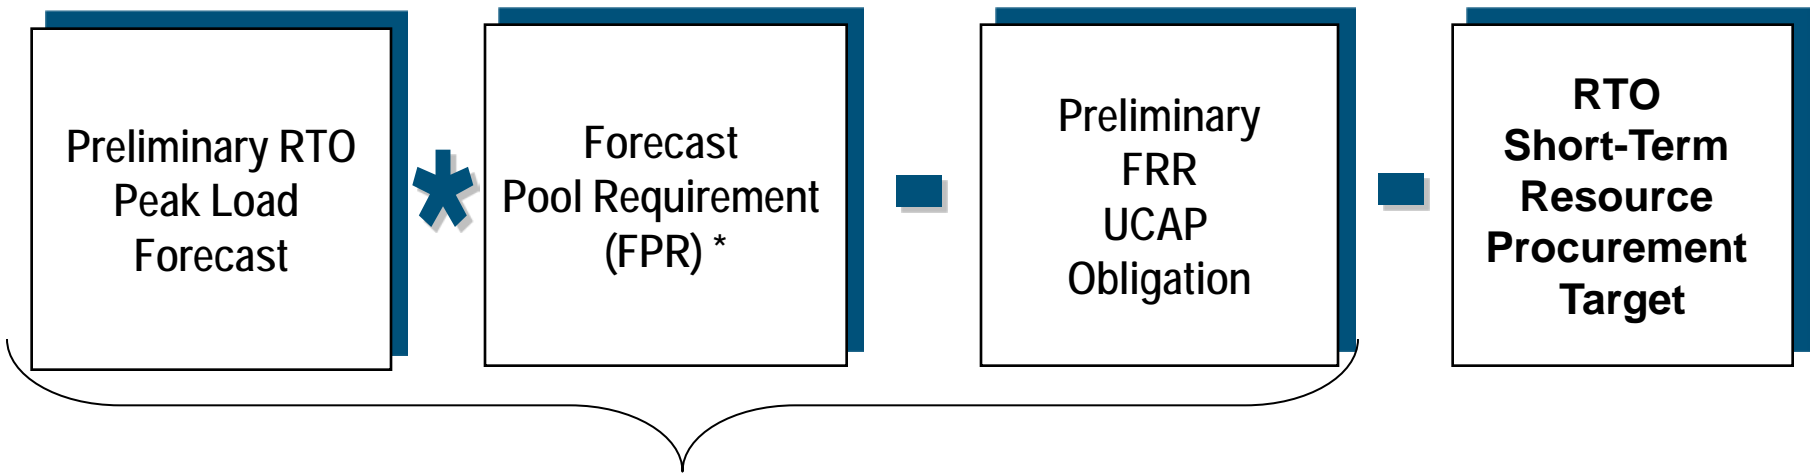 Preliminary RTO
Peak Load
Forecast
*
Forecast
Pool Requirement
(FPR) *
-
Preliminary
FRR
UCAP
Obligation
-
RTO
Short-Term
Resource
Procurement
Target